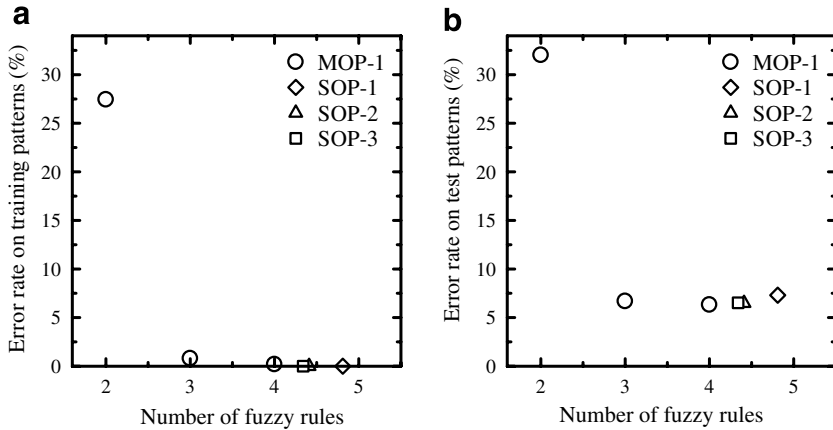 a
Error rate on training patterns (%)
30
25
20
15
10
5
0
2
3
4
5
Number of fuzzy rules
MOP-1
SOP-1
SOP-2
SOP-3
b
Error rate on test patterns (%)
30
25
20
15
10
5
0
2
3
4
5
Number of fuzzy rules
MOP-1
SOP-1
SOP-2
SOP-3